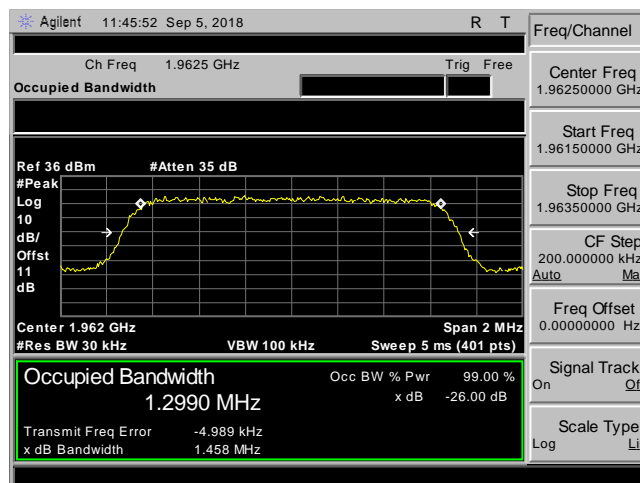 Agilent 11:45:52 Sep 5, 2018 R T
Ch Freq 1.9625 GHz Trig Free
Occupied Bandwidth
Ref 36 dBm #Atten 35 dB
#Peak
Log
10
dB/
Offst
11
dB
Center 1.962 GHz Span 2 MHz
#Res BW 30 kHz VBW 100 kHz Sweep 5 ms (401 pts)
Occupied Bandwidth Occ BW % Pwr 99.00 %
1.2990 MHz x dB -26.00 dB
Transmit Freq Error -4.989 kHz
x dB Bandwidth 1.458 MHz
Freq/Channel
Center Freq
1.96250000 GHz
Start Freq
1.96150000 GHz
Stop Freq
1.96350000 GHz
CF Step
200.000000 kHz
Auto Ma
Freq Offset
0.00000000 Hz
Signal Track
On Of
Scale Type
Log Li